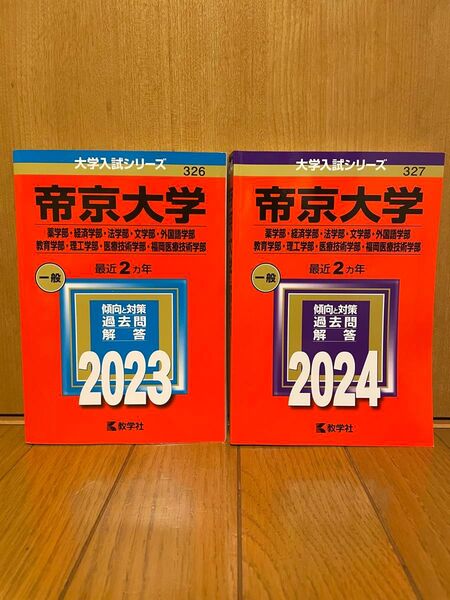 大学入試シリーズ
326
帝京大学
薬学部・経済学部・法学部・文学部・外国語学部
教育学部・理工学部・医療技術学部・福岡医療技術学部
一般
最近2カ年
傾向と対策
過去問
解答
2023
教学社
大学入試シリーズ
327
帝京大学
薬学部・経済学部・法学部・文学部・外国語学部
教育学部・理工学部・医療技術学部・福岡医療技術学部
一般
最近2カ年
傾向と対策
過去問
解答
2024
教学社